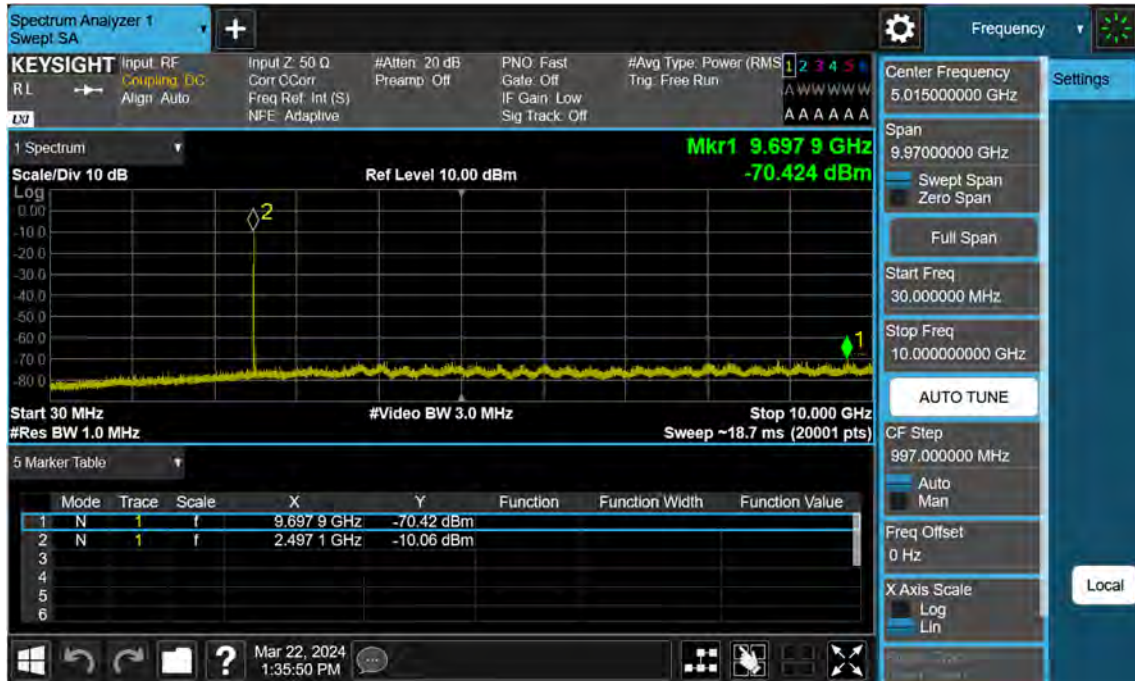 Spectrum Analyzer 1
Swept SA
+
Frequency
KEYSIGHT
RL
LXI
Input: RF
Coupling: DC
Align: Auto
Input Z: 50 Ω
Corr CCorr
Freq Ref: Int (S)
NFE: Adaptive
#Atten: 20 dB
Preamp: Off
PNO: Fast
Gate: Off
IF Gain: Low
Sig Track: Off
#Avg Type: Power (RMS
Trig: Free Run
1 2 3 4 5 6
A W W W W W
A A A A A A
1 Spectrum
Scale/Div 10 dB
Ref Level 10.00 dBm
Mkr1 9.697 9 GHz
-70.424 dBm
Log
0.00
-10.0
-20.0
-30.0
-40.0
-50.0
-60.0
-70.0
-80.0
2
1
Start 30 MHz
#Res BW 1.0 MHz
#Video BW 3.0 MHz
Stop 10.000 GHz
Sweep ~18.7 ms (20001 pts)
5 Marker Table
Mode Trace Scale X Y Function Function Width Function Value
1 N 1 f 9.697 9 GHz -70.42 dBm
2 N 1 f 2.497 1 GHz -10.06 dBm
3
4
5
6
?
Mar 22, 2024
1:35:50 PM
Center Frequency
5.015000000 GHz
Span
9.97000000 GHz
Swept Span
Zero Span
Full Span
Start Freq
30.000000 MHz
Stop Freq
10.000000000 GHz
AUTO TUNE
CF Step
997.000000 MHz
Auto
Man
Freq Offset
0 Hz
X Axis Scale
Log
Lin
Settings
Local